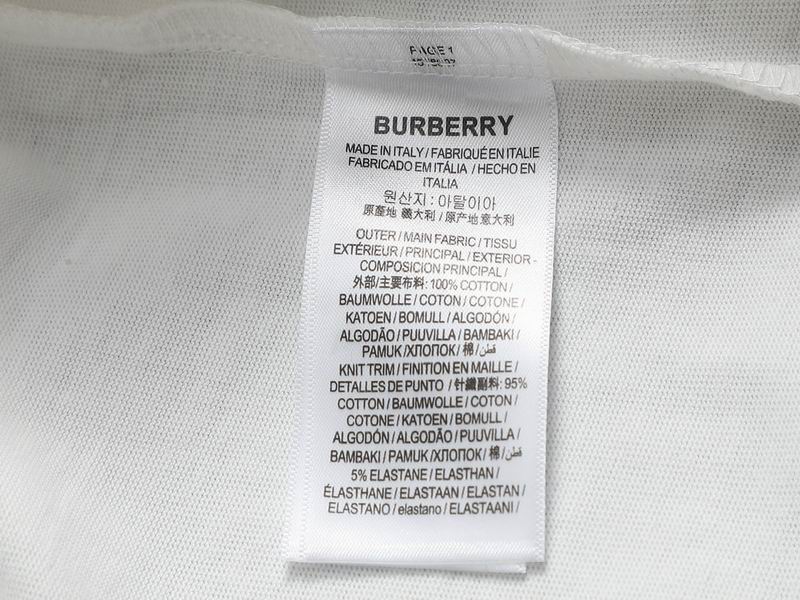 PAGE 1
BURBERRY
MADE IN ITALY / FABRIQUÉ EN ITALIE
FABRICADO EM ITÁLIA / HECHO EN
ITALIA
원산지 : 아탈이아
原產地 義大利 / 原产地 意大利
OUTER / MAIN FABRIC / TISSU
EXTÉRIEUR / PRINCIPAL / EXTERIOR -
COMPOSICION PRINCIPAL /
外部/主要布料: 100% COTTON /
BAUMWOLLE / COTON / COTONE /
KATOEN / BOMULL / ALGODÓN /
ALGODÃO / PUUVILLA / BAMBAKI /
PAMUK /ХЛОПОК / 棉 / قطن
KNIT TRIM / FINITION EN MAILLE /
DETALLES DE PUNTO / 針織副料: 95%
COTTON / BAUMWOLLE / COTON /
COTONE / KATOEN / BOMULL /
ALGODÓN / ALGODÃO / PUUVILLA /
BAMBAKI / PAMUK /ХЛОПОК/ 棉 / قطن
5% ELASTANE / ELASTHAN /
ÉLASTHANE / ELASTAAN / ELASTAN /
ELASTANO / elastano / ELASTAANI /